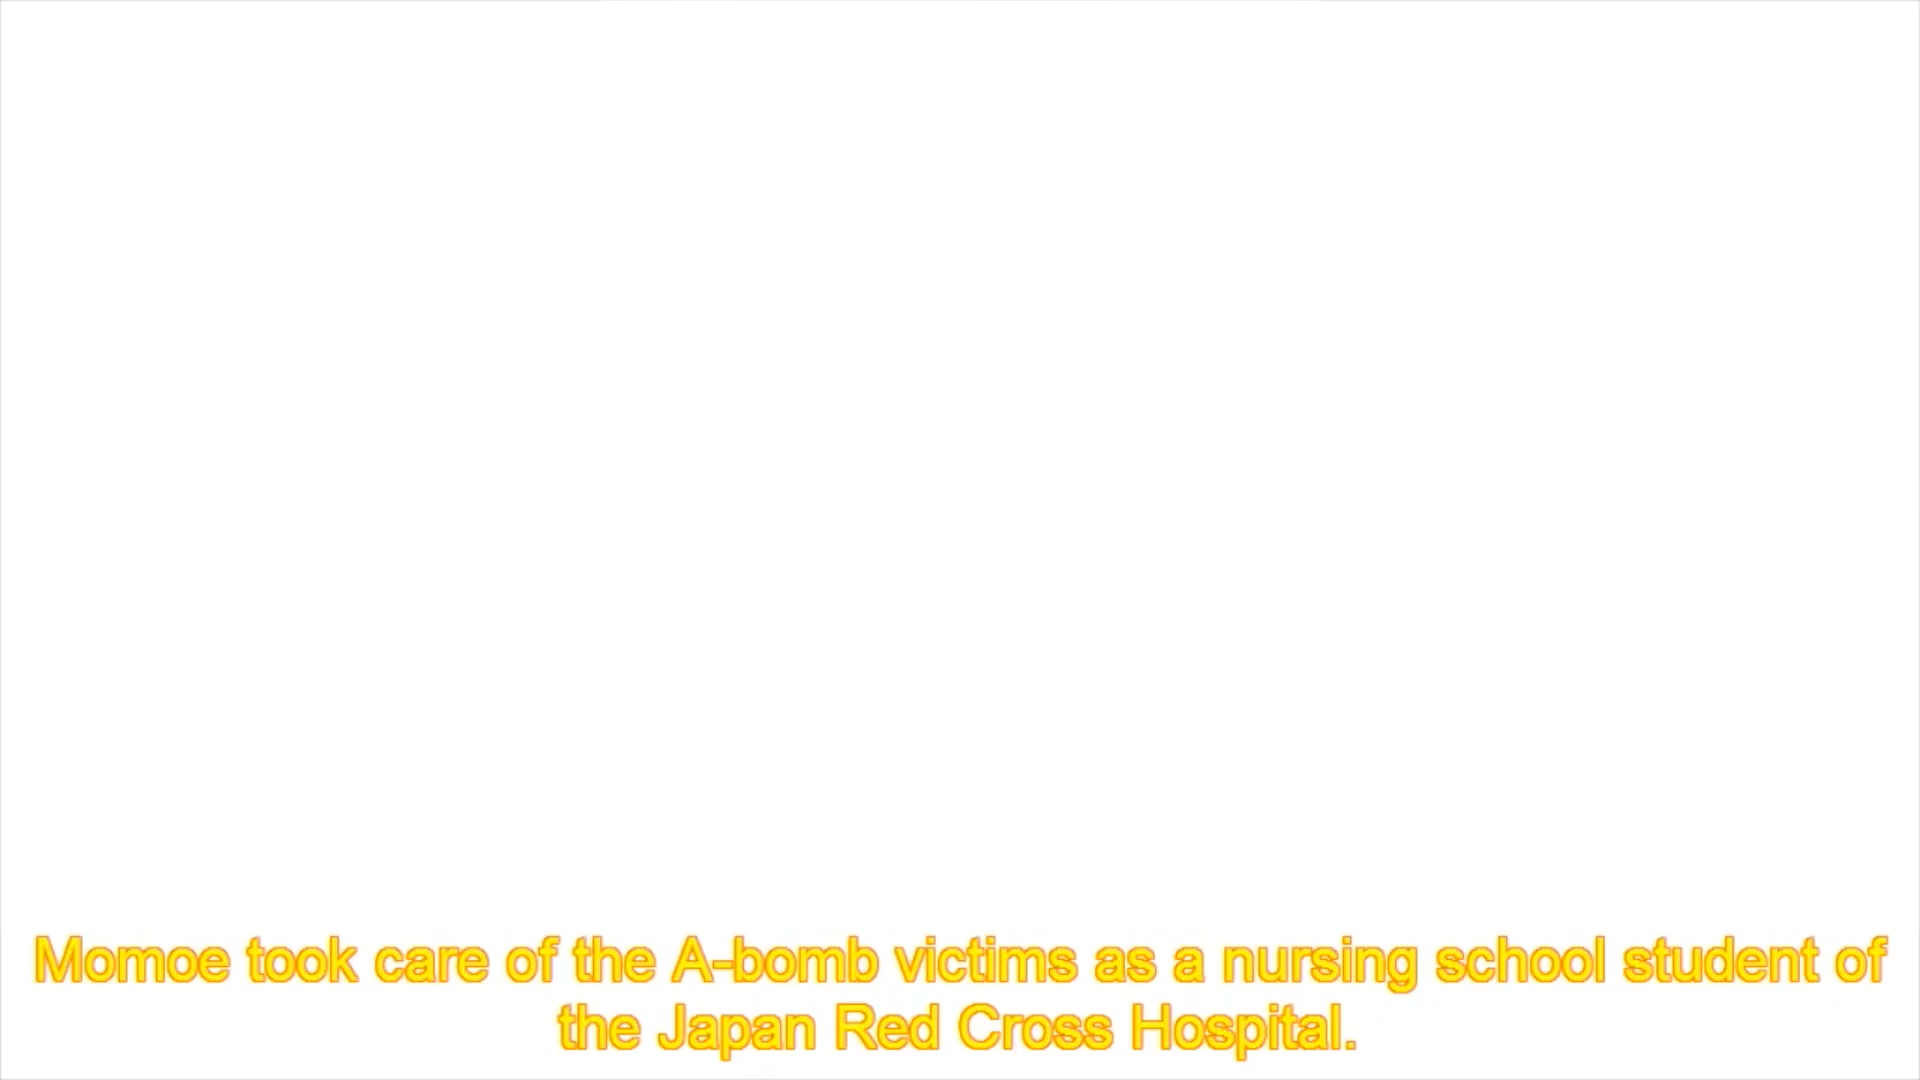 Momoe took care of the A-bomb victims as a nursing school student of
the Japan Red Cross Hospital.